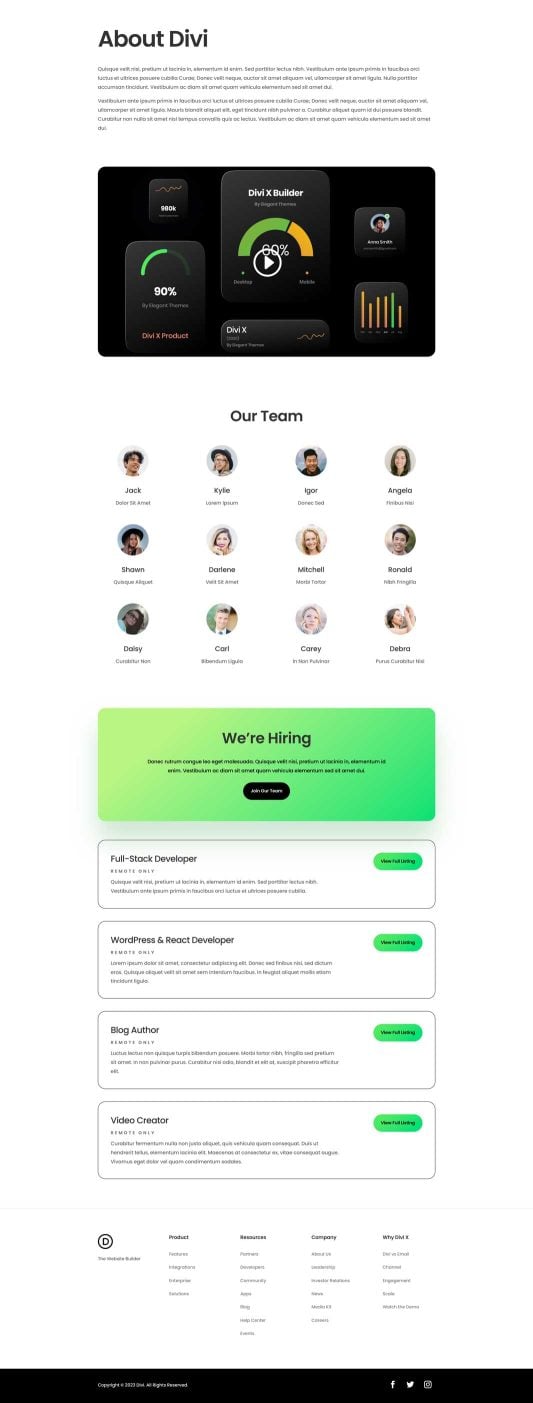 About Divi
Quisque velit nisi, pretium ut lacinia in, elementum id enim. Sed porttitor lectus nibh. Vestibulum ante ipsum primis in faucibus orci
luctus et ultrices posuere cubilia Curae; Donec velit neque, auctor sit amet aliquam vel, ullamcorper sit amet ligula. Nulla porttitor
accumsan tincidunt. Vestibulum ac diam sit amet quam vehicula elementum sed sit amet dui.
Vestibulum ante ipsum primis in faucibus orci luctus et ultrices posuere cubilia Curae; Donec velit neque, auctor sit amet aliquam vel,
ullamcorper sit amet ligula. Mauris blandit aliquet elit, eget tincidunt nibh pulvinar a. Curabitur aliquet quam id dui posuere blandit.
Curabitur non nulla sit amet nisl tempus convallis quis ac lectus. Vestibulum ac diam sit amet quam vehicula elementum sed sit amet
dui.
980k
Divi X Builder
By Elegant Themes
60%
Desktop
Mobile
Anna Smith
90%
By Elegant Themes
Divi X Product
Divi X
By Elegant Themes
Our Team
Jack
Kylie
Igor
Angela
Dolor Sit Amet
Lorem Ipsum
Donec Sed
Finibus Nisl
Shawn
Darlene
Mitchell
Ronald
Quisque Aliquet
Velit Sit Amet
Morbi Tortor
Nibh Fringilla
Daisy
Carl
Carey
Debra
Curabitur Non
Bibendum Ligula
In Non Pulvinar
Purus Curabitur Nisl
We’re Hiring
Donec rutrum congue leo eget malesuada. Quisque velit nisi, pretium ut lacinia in, elementum id
enim. Vestibulum ac diam sit amet quam vehicula elementum sed sit amet dui.
Join Our Team
Full-Stack Developer
View Full Listing
REMOTE ONLY
Quisque velit nisi, pretium ut lacinia in, elementum id enim. Sed porttitor lectus nibh.
Vestibulum ante ipsum primis in faucibus orci luctus et ultrices posuere cubilia.
WordPress & React Developer
View Full Listing
REMOTE ONLY
Lorem ipsum dolor sit amet, consectetur adipiscing elit. Donec sed finibus nisi, sed dictum
eros. Quisque aliquet velit sit amet sem interdum faucibus. In feugiat aliquet mollis etiam
tincidunt ligula.
Blog Author
View Full Listing
REMOTE ONLY
Luctus lectus non quisque turpis bibendum posuere. Morbi tortor nibh, fringilla sed pretium
sit amet. In non pulvinar purus. Curabitur nisi odio, blandit et elit at, suscipit pharetra efficitur
elit.
Video Creator
View Full Listing
REMOTE ONLY
Curabitur fermentum nulla non justo aliquet, quis vehicula quam consequat. Duis ut
hendrerit tellus, elementum lacinia elit. Maecenas at consectetur ex, vitae consequat augue.
Vivamus eget dolor vel quam condimentum sodales.
D
The Website Builder
Product
Features
Integrations
Enterprise
Solutions
Resources
Partners
Developers
Community
Apps
Blog
Help Center
Events
Company
About Us
Leadership
Investor Relations
News
Media Kit
Careers
Why Divi X
Divi vs Email
Channel
Engagement
Scale
Watch the Demo
Copyright © 2023 Divi. All Rights Reserved.